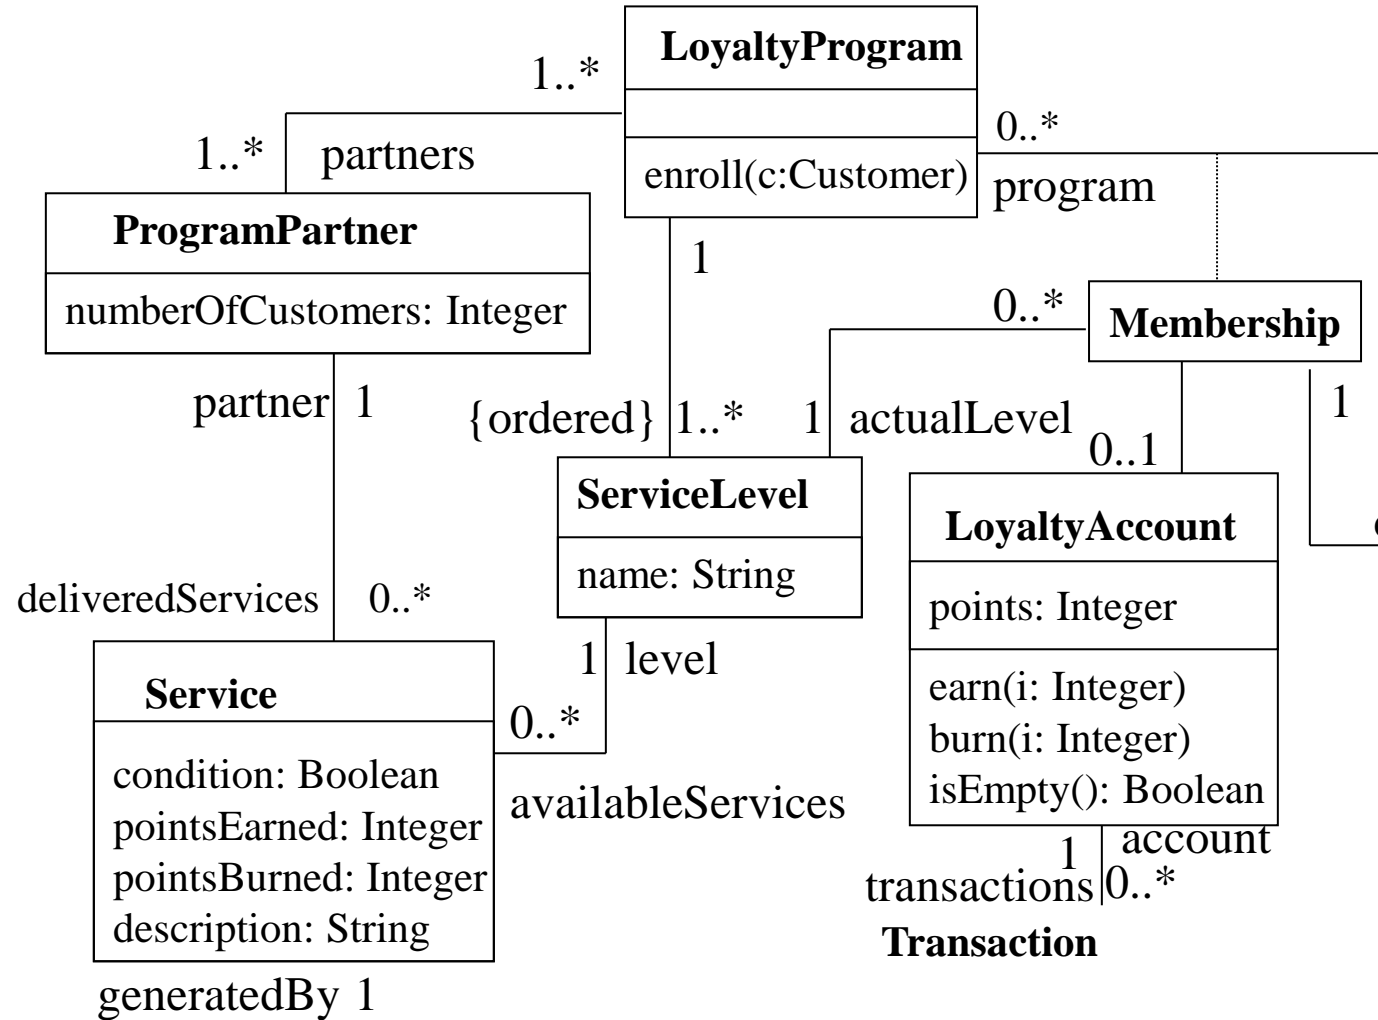 LoyaltyProgram
1..*
0..*
1..* partners
enroll(c:Customer)
program
ProgramPartner
1
numberOfCustomers: Integer
0..*
Membership
partner 1
1
{ordered} 1..*
1 actualLevel
0..1
ServiceLevel
LoyaltyAccount
name: String
deliveredServices 0..*
points: Integer
1 level
Service
earn(i: Integer)
0..*
burn(i: Integer)
condition: Boolean
isEmpty(): Boolean
availableServices
pointsEarned: Integer
1 account
pointsBurned: Integer
transactions 0..*
description: String
Transaction
generatedBy 1